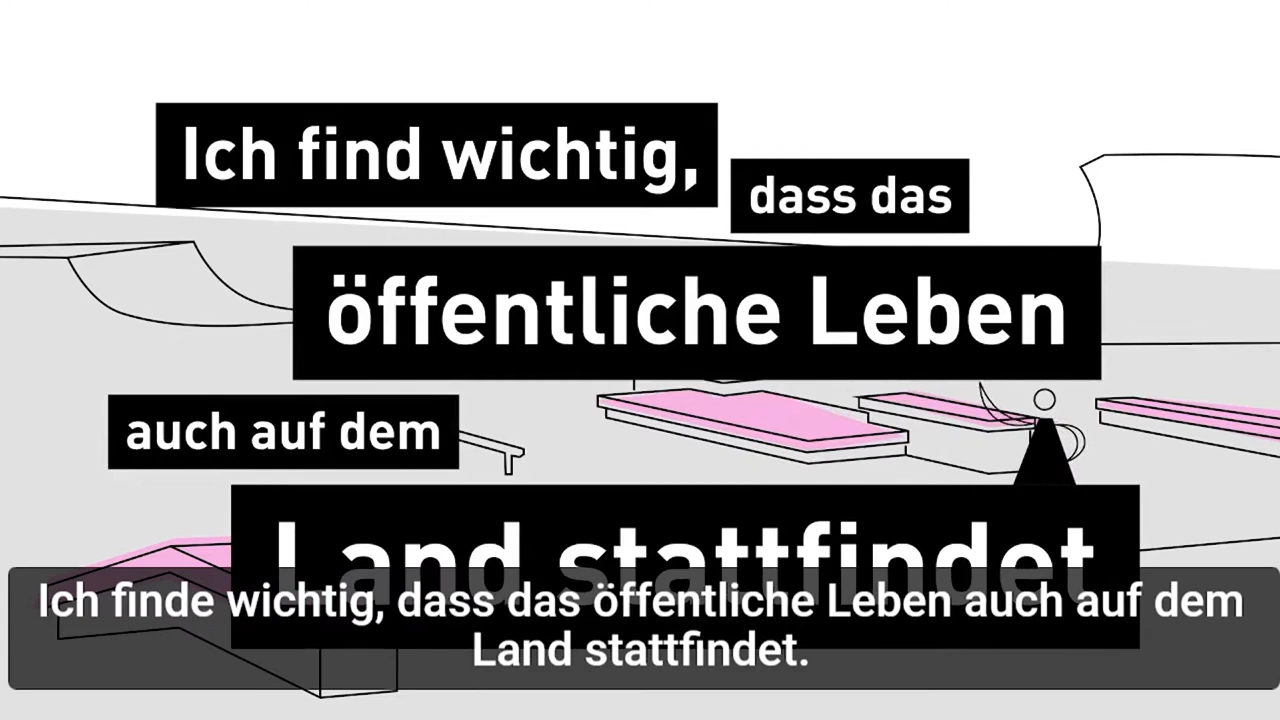 Ich find wichtig,
dass das
öffentliche Leben
auch auf dem
Land stattfindet
Ich finde wichtig, dass das öffentliche Leben auch auf dem
Land stattfindet.